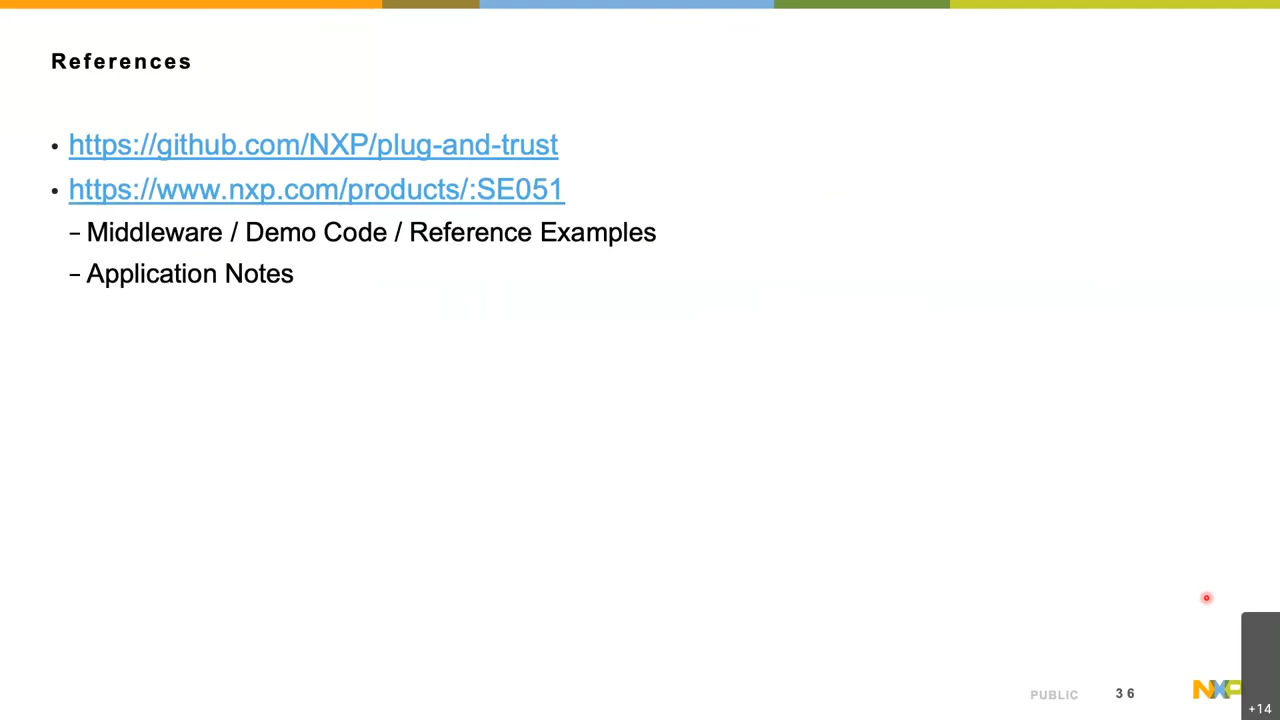 References
• https://github.com/NXP/plug-and-trust
• https://www.nxp.com/products/:SE051
– Middleware / Demo Code / Reference Examples
– Application Notes
PUBLIC 36 NXP
+14